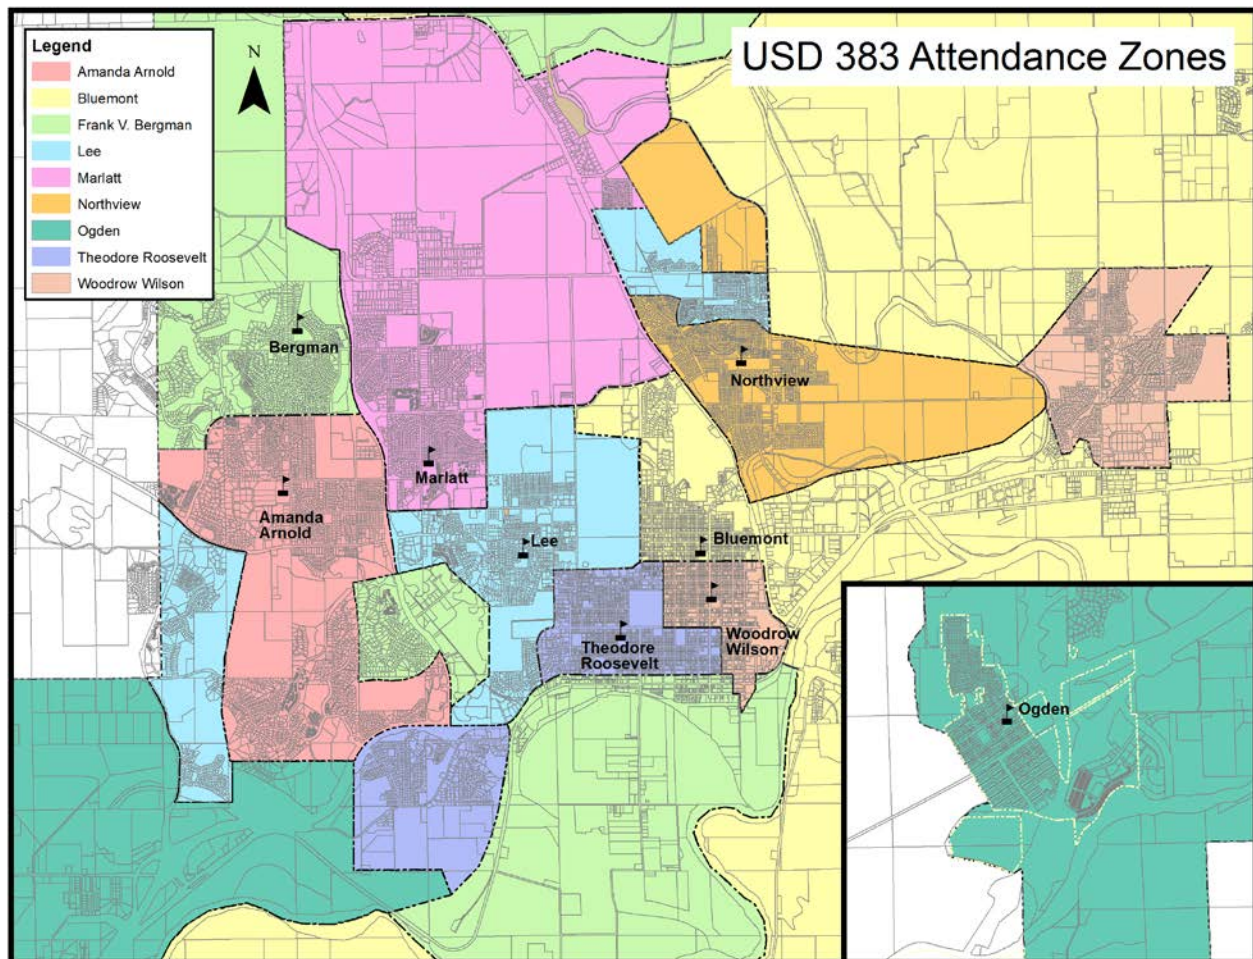 USD 383 Attendance Zones
Legend
Amanda Arnold
Bluemont
Frank V. Bergman
Lee
Marlatt
Northview
Ogden
Theodore Roosevelt
Woodrow Wilson
N
Bergman
Northview
Marlatt
Amanda
Arnold
Lee
Bluemont
Theodore
Roosevelt
Woodrow
Wilson
Ogden